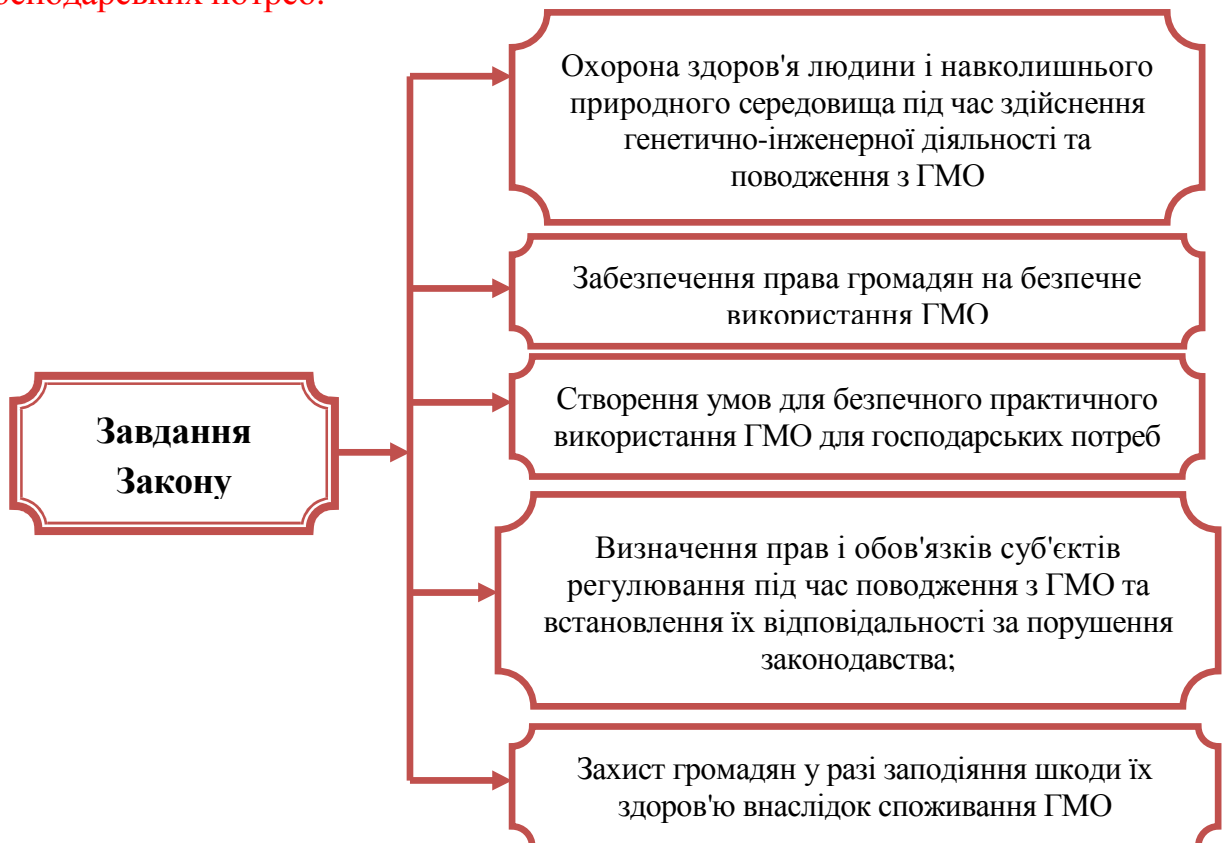 потреб.
Охорона здоров'я людини і навколишнього
природного середовища під час здійснення
генетично-інженерної діяльності та
поводження з ГМО
Забезпечення права громадян на безпечне
використання ГМО
Завдання
Закону
Створення умов для безпечного практичного
використання ГМО для господарських потреб
Визначення прав і обов'язків суб'єктів
регулювання під час поводження з ГМО та
встановлення їх відповідальності за порушення
законодавства;
Захист громадян у разі заподіяння шкоди їх
здоров'ю внаслідок споживання ГМО